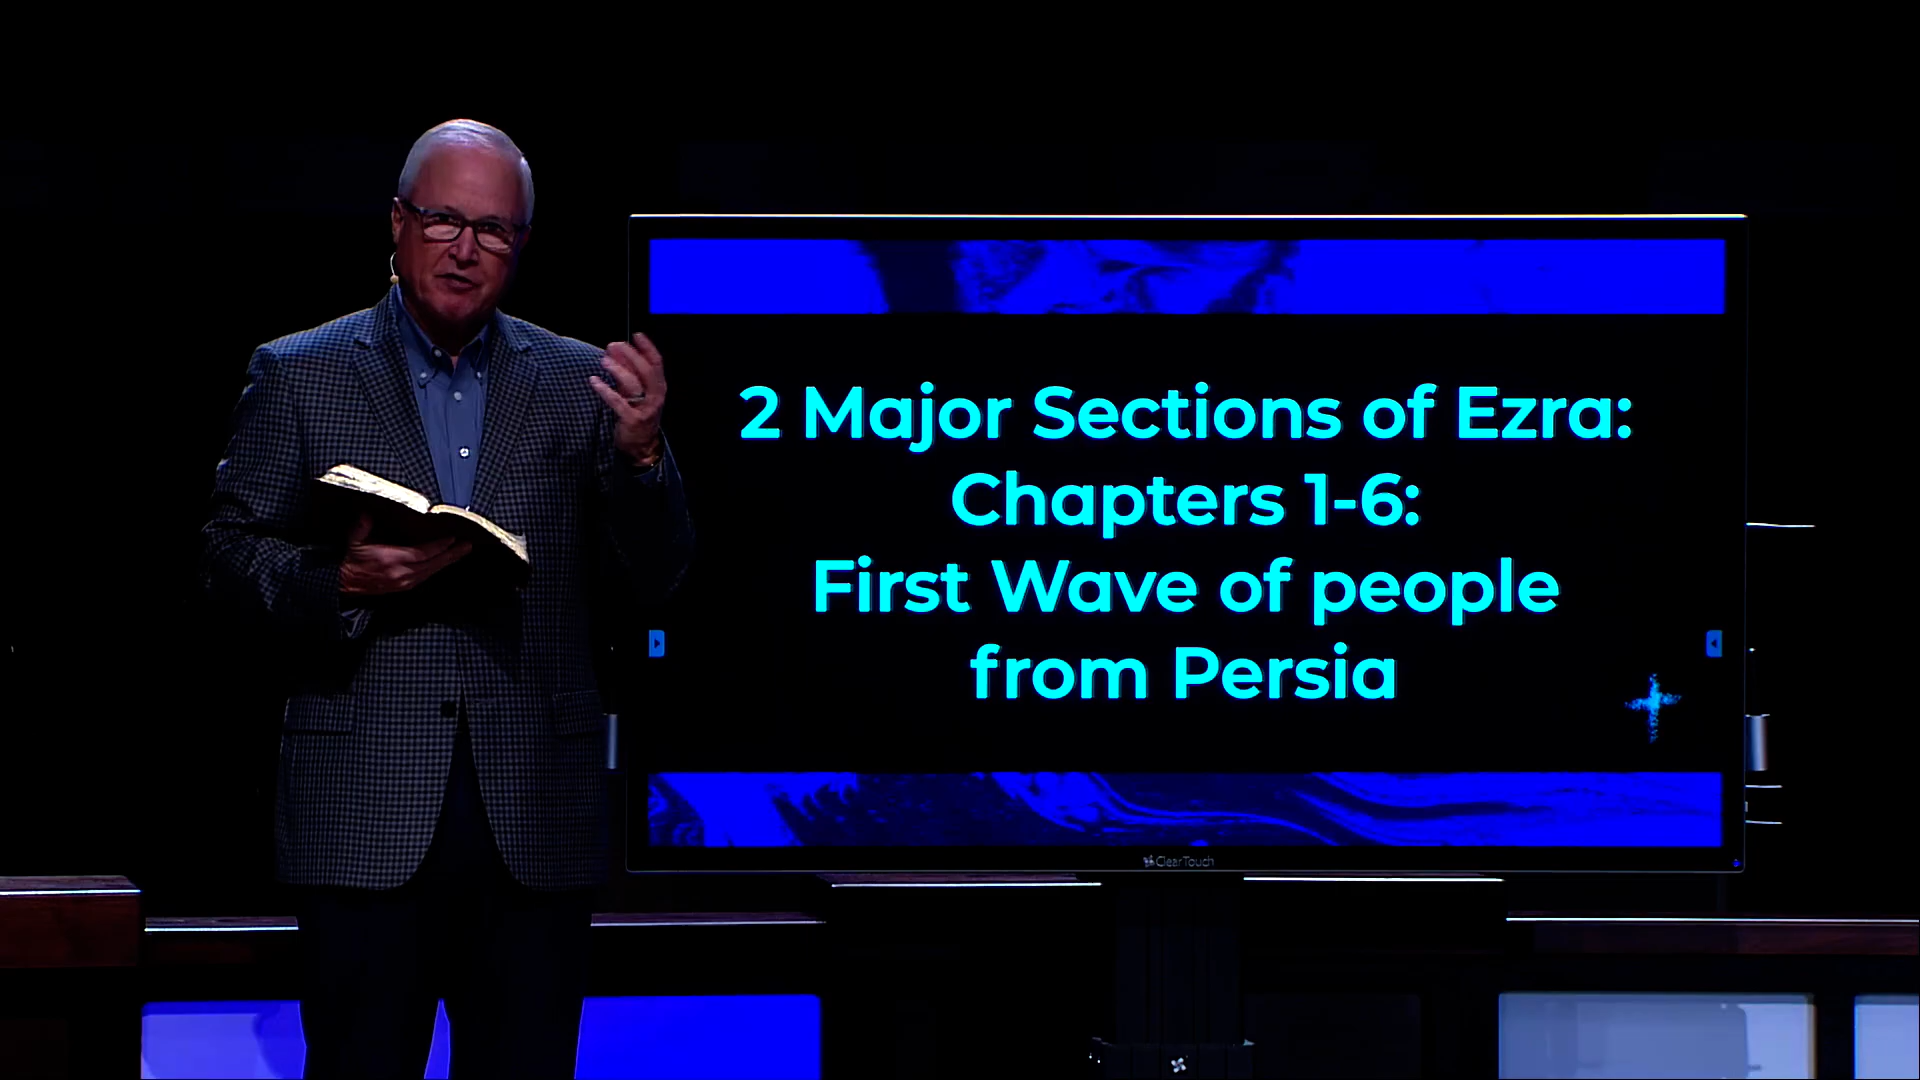 2 Major Sections of Ezra:
Chapters 1-6:
First Wave of people
from Persia
ClearTouch